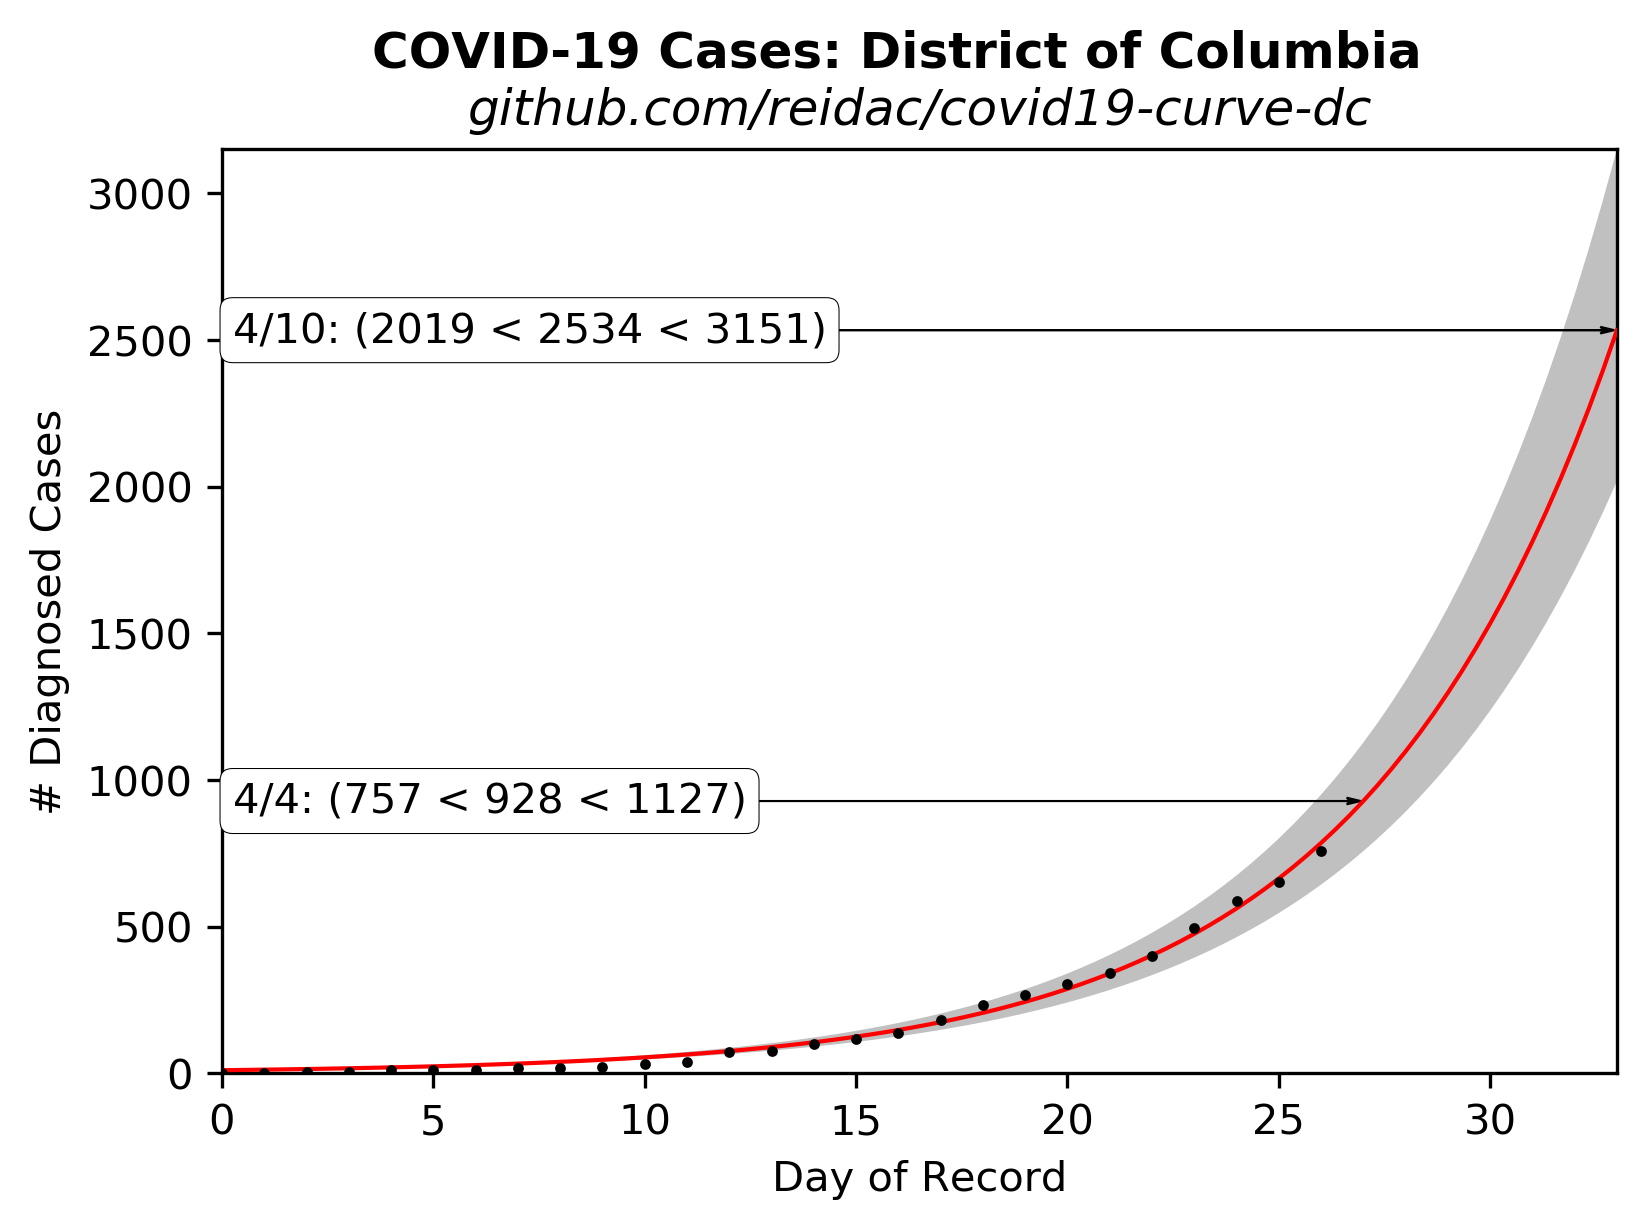 COVID-19 Cases: District of Columbia
github.com/reidac/covid19-curve-dc
3000
4/10: (2019 < 2534 < 3151)
2500
2000
# Diagnosed Cases
1500
1000
4/4: (757 < 928 < 1127)
500
0
0 5 10 15 20 25 30
Day of Record